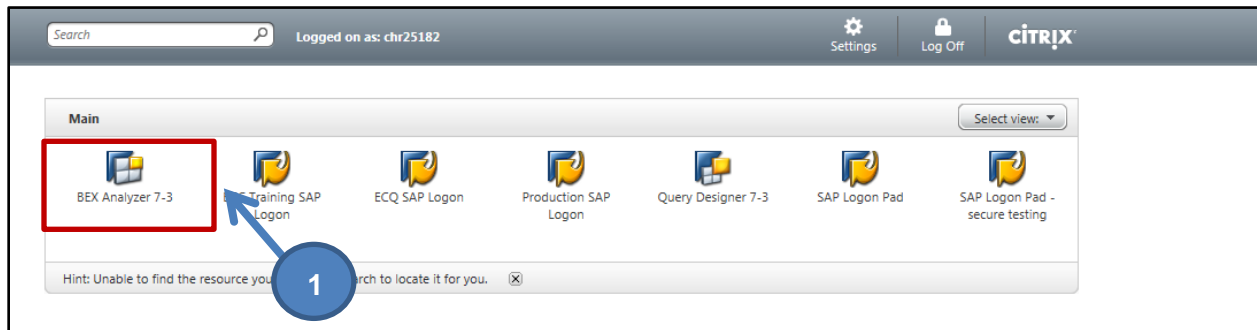 Search
Logged on as: chr25182
Settings
Log Off
CITRIX
Main
Select view:
BEX Analyzer 7-3
Training SAP
Logon
ECQ SAP Logon
Production SAP
Logon
Query Designer 7-3
SAP Logon Pad
SAP Logon Pad -
secure testing
Hint: Unable to find the resource you
to locate it for you.
1